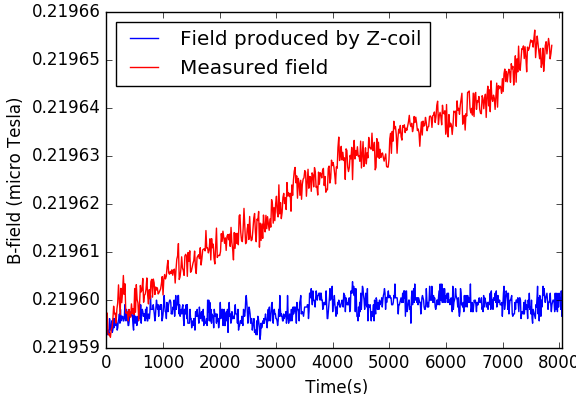 Field produced by Z-coil
Measured field
0.21966
0.21965
0.21964
0.21963
0.21962
0.21961
0.21960
0.21959
B-field (micro Tesla)
0 1000 2000 3000 4000 5000 6000 7000 8000
Time(s)